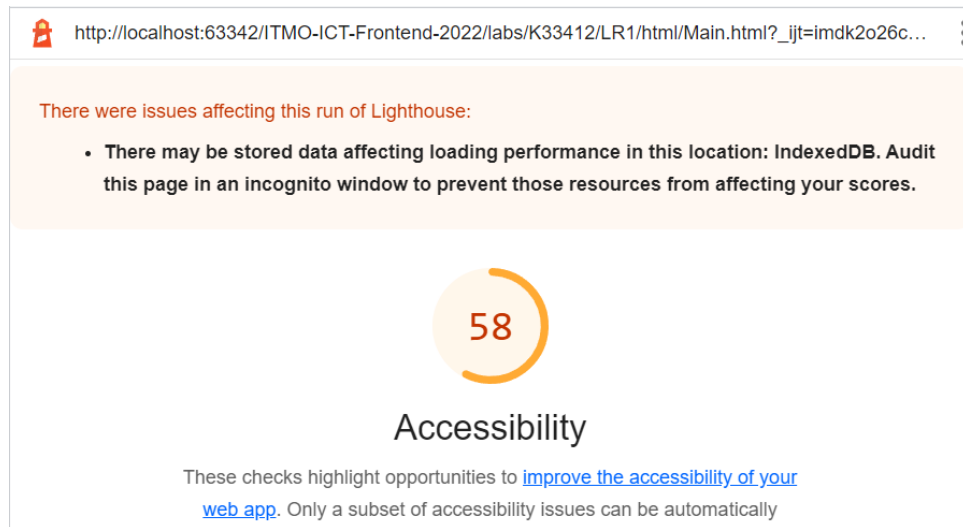 http://localhost:63342/ITMO-ICT-Frontend-2022/labs/K33412/LR1/html/Main.html?_ijt=imdk2o26c…
There were issues affecting this run of Lighthouse:
• There may be stored data affecting loading performance in this location: IndexedDB. Audit
this page in an incognito window to prevent those resources from affecting your scores.
58
Accessibility
These checks highlight opportunities to improve the accessibility of your
web app. Only a subset of accessibility issues can be automatically